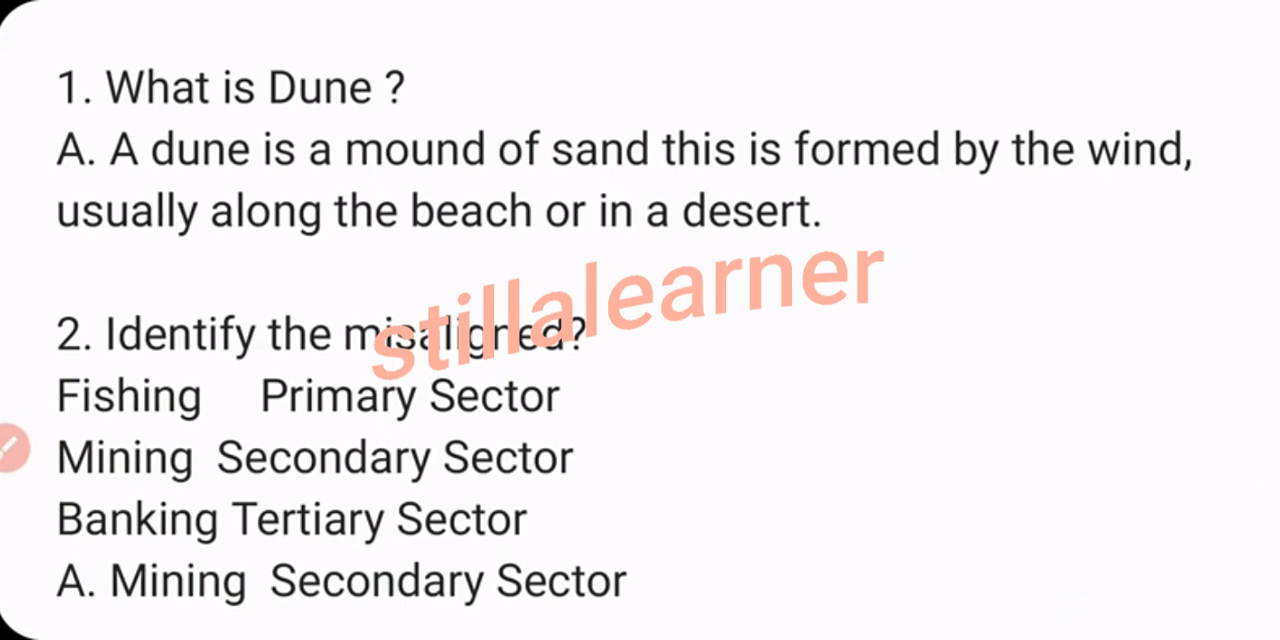 1. What is Dune ?
A. A dune is a mound of sand this is formed by the wind,
usually along the beach or in a desert.
stillalearner
2. Identify the misaligned?
Fishing Primary Sector
Mining Secondary Sector
Banking Tertiary Sector
A. Mining Secondary Sector